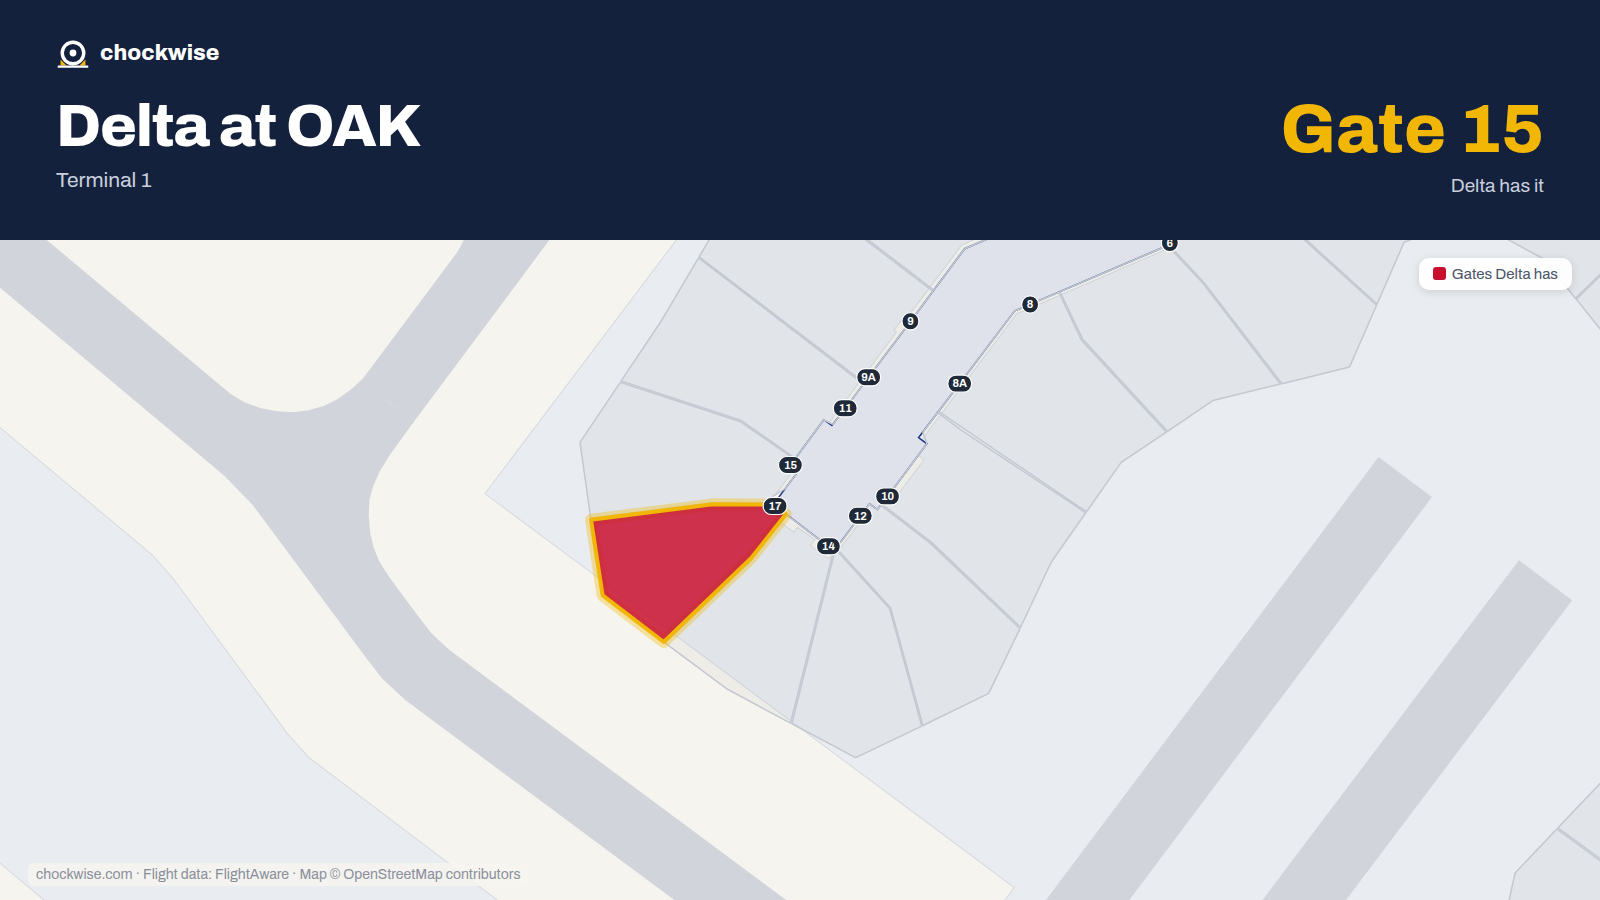 chockwise
Delta at OAK
Terminal 1
Gate 15
Delta has it
6
Gates Delta has
8
9
9A
8A
11
15
10
17
12
14
chockwise.com · Flight data: FlightAware · Map © OpenStreetMap contributors